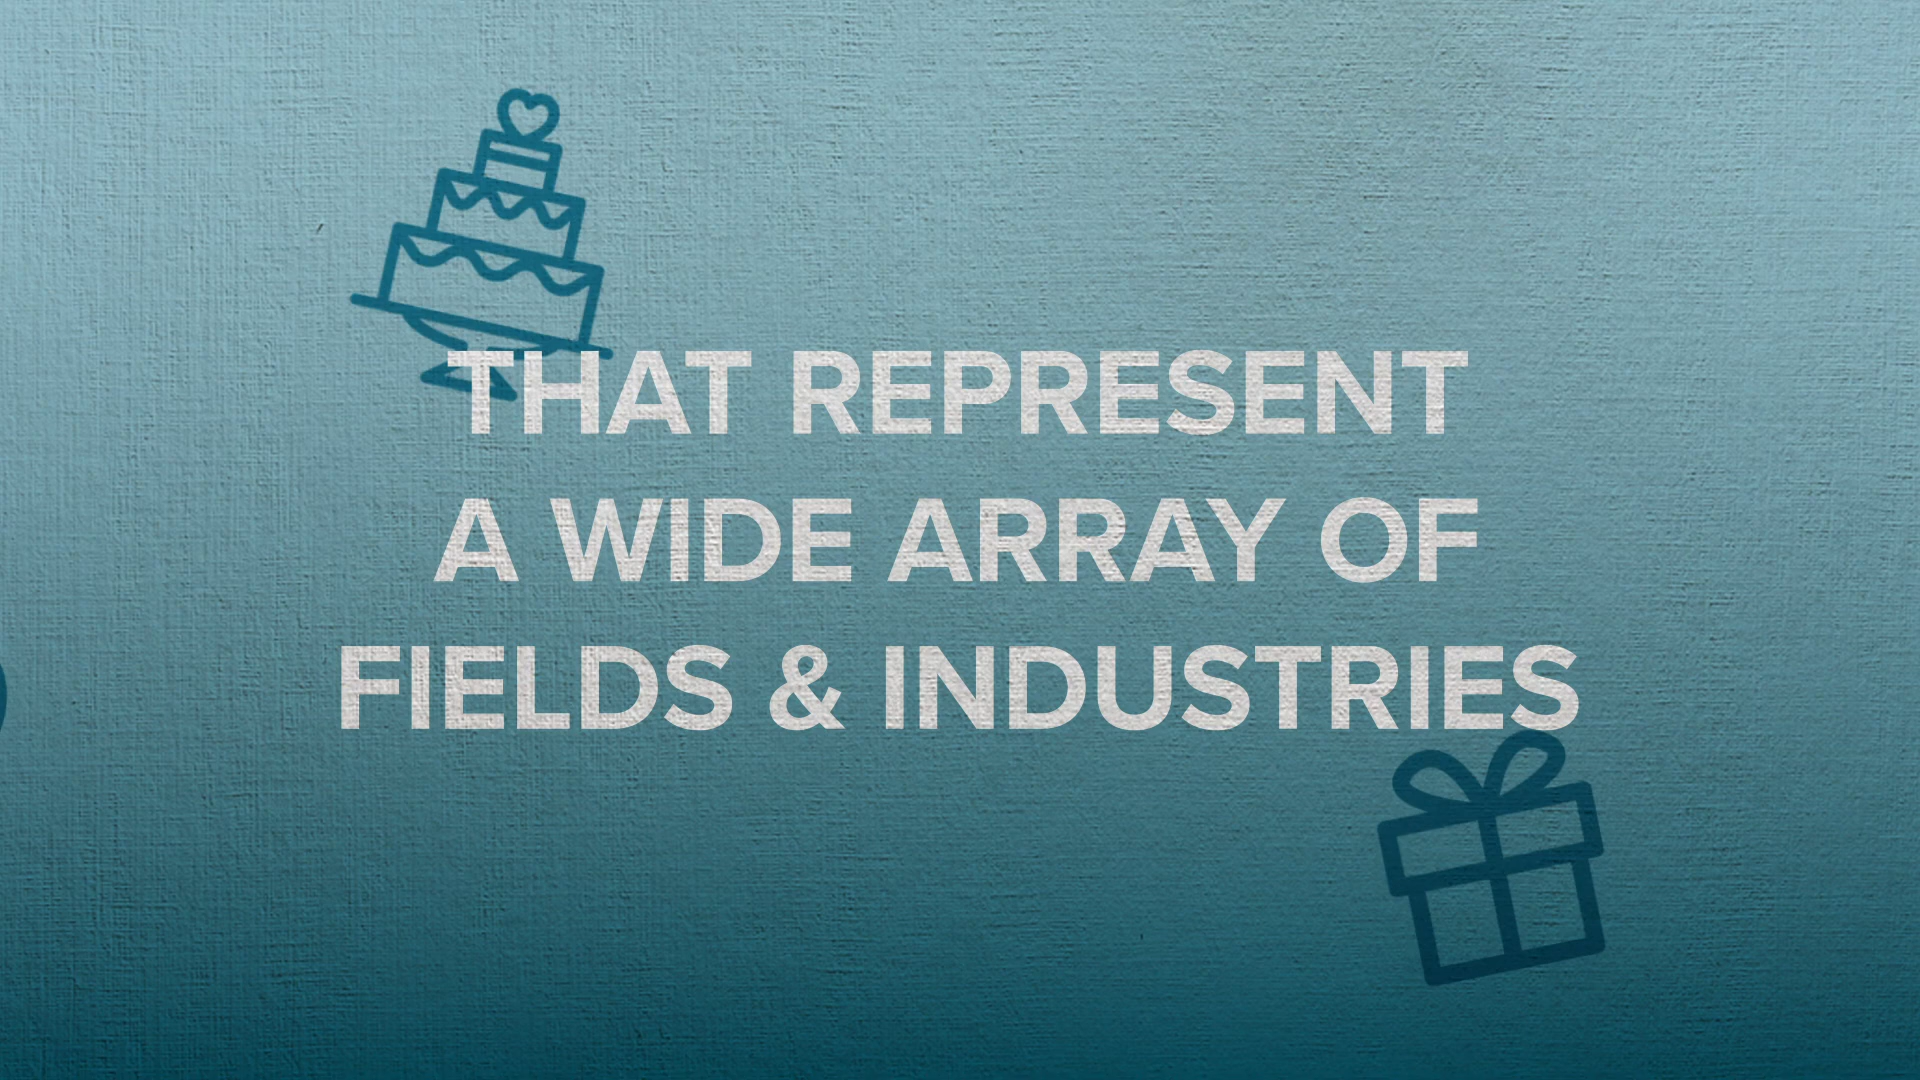 THAT REPRESENT
A WIDE ARRAY OF
FIELDS & INDUSTRIES